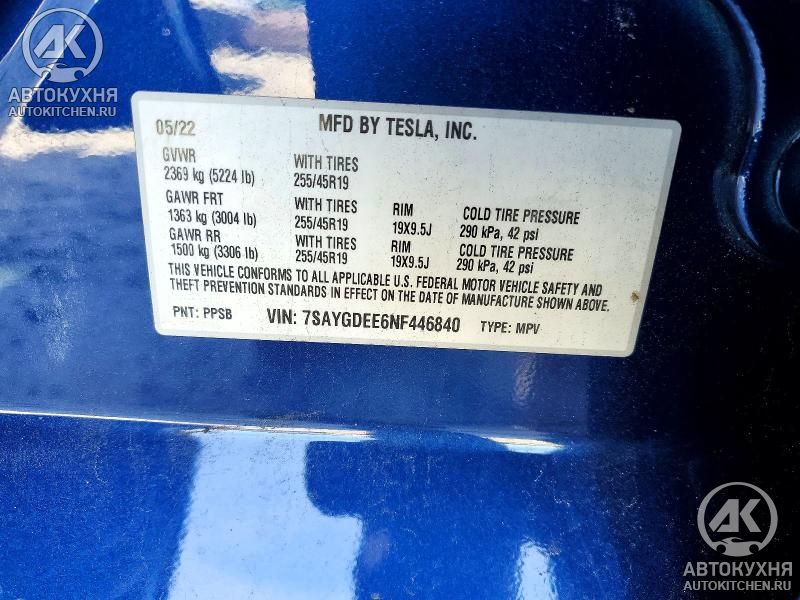 AK
АВТОКУХНЯ
AUTOKITCHEN.RU
05/22 MFD BY TESLA, INC.
GVWR WITH TIRES
2369 kg (5224 lb) 255/45R19
GAWR FRT WITH TIRES RIM COLD TIRE PRESSURE
1363 kg (3004 lb) 255/45R19 19X9.5J 290 kPa, 42 psi
GAWR RR WITH TIRES RIM COLD TIRE PRESSURE
1500 kg (3306 lb) 255/45R19 19X9.5J 290 kPa, 42 psi
THIS VEHICLE CONFORMS TO ALL APPLICABLE U.S. FEDERAL MOTOR VEHICLE SAFETY AND
THEFT PREVENTION STANDARDS IN EFFECT ON THE DATE OF MANUFACTURE SHOWN ABOVE.
PNT: PPSB VIN: 7SAYGDEE6NF446840 TYPE: MPV
AK
АВТОКУХНЯ
AUTOKITCHEN.RU